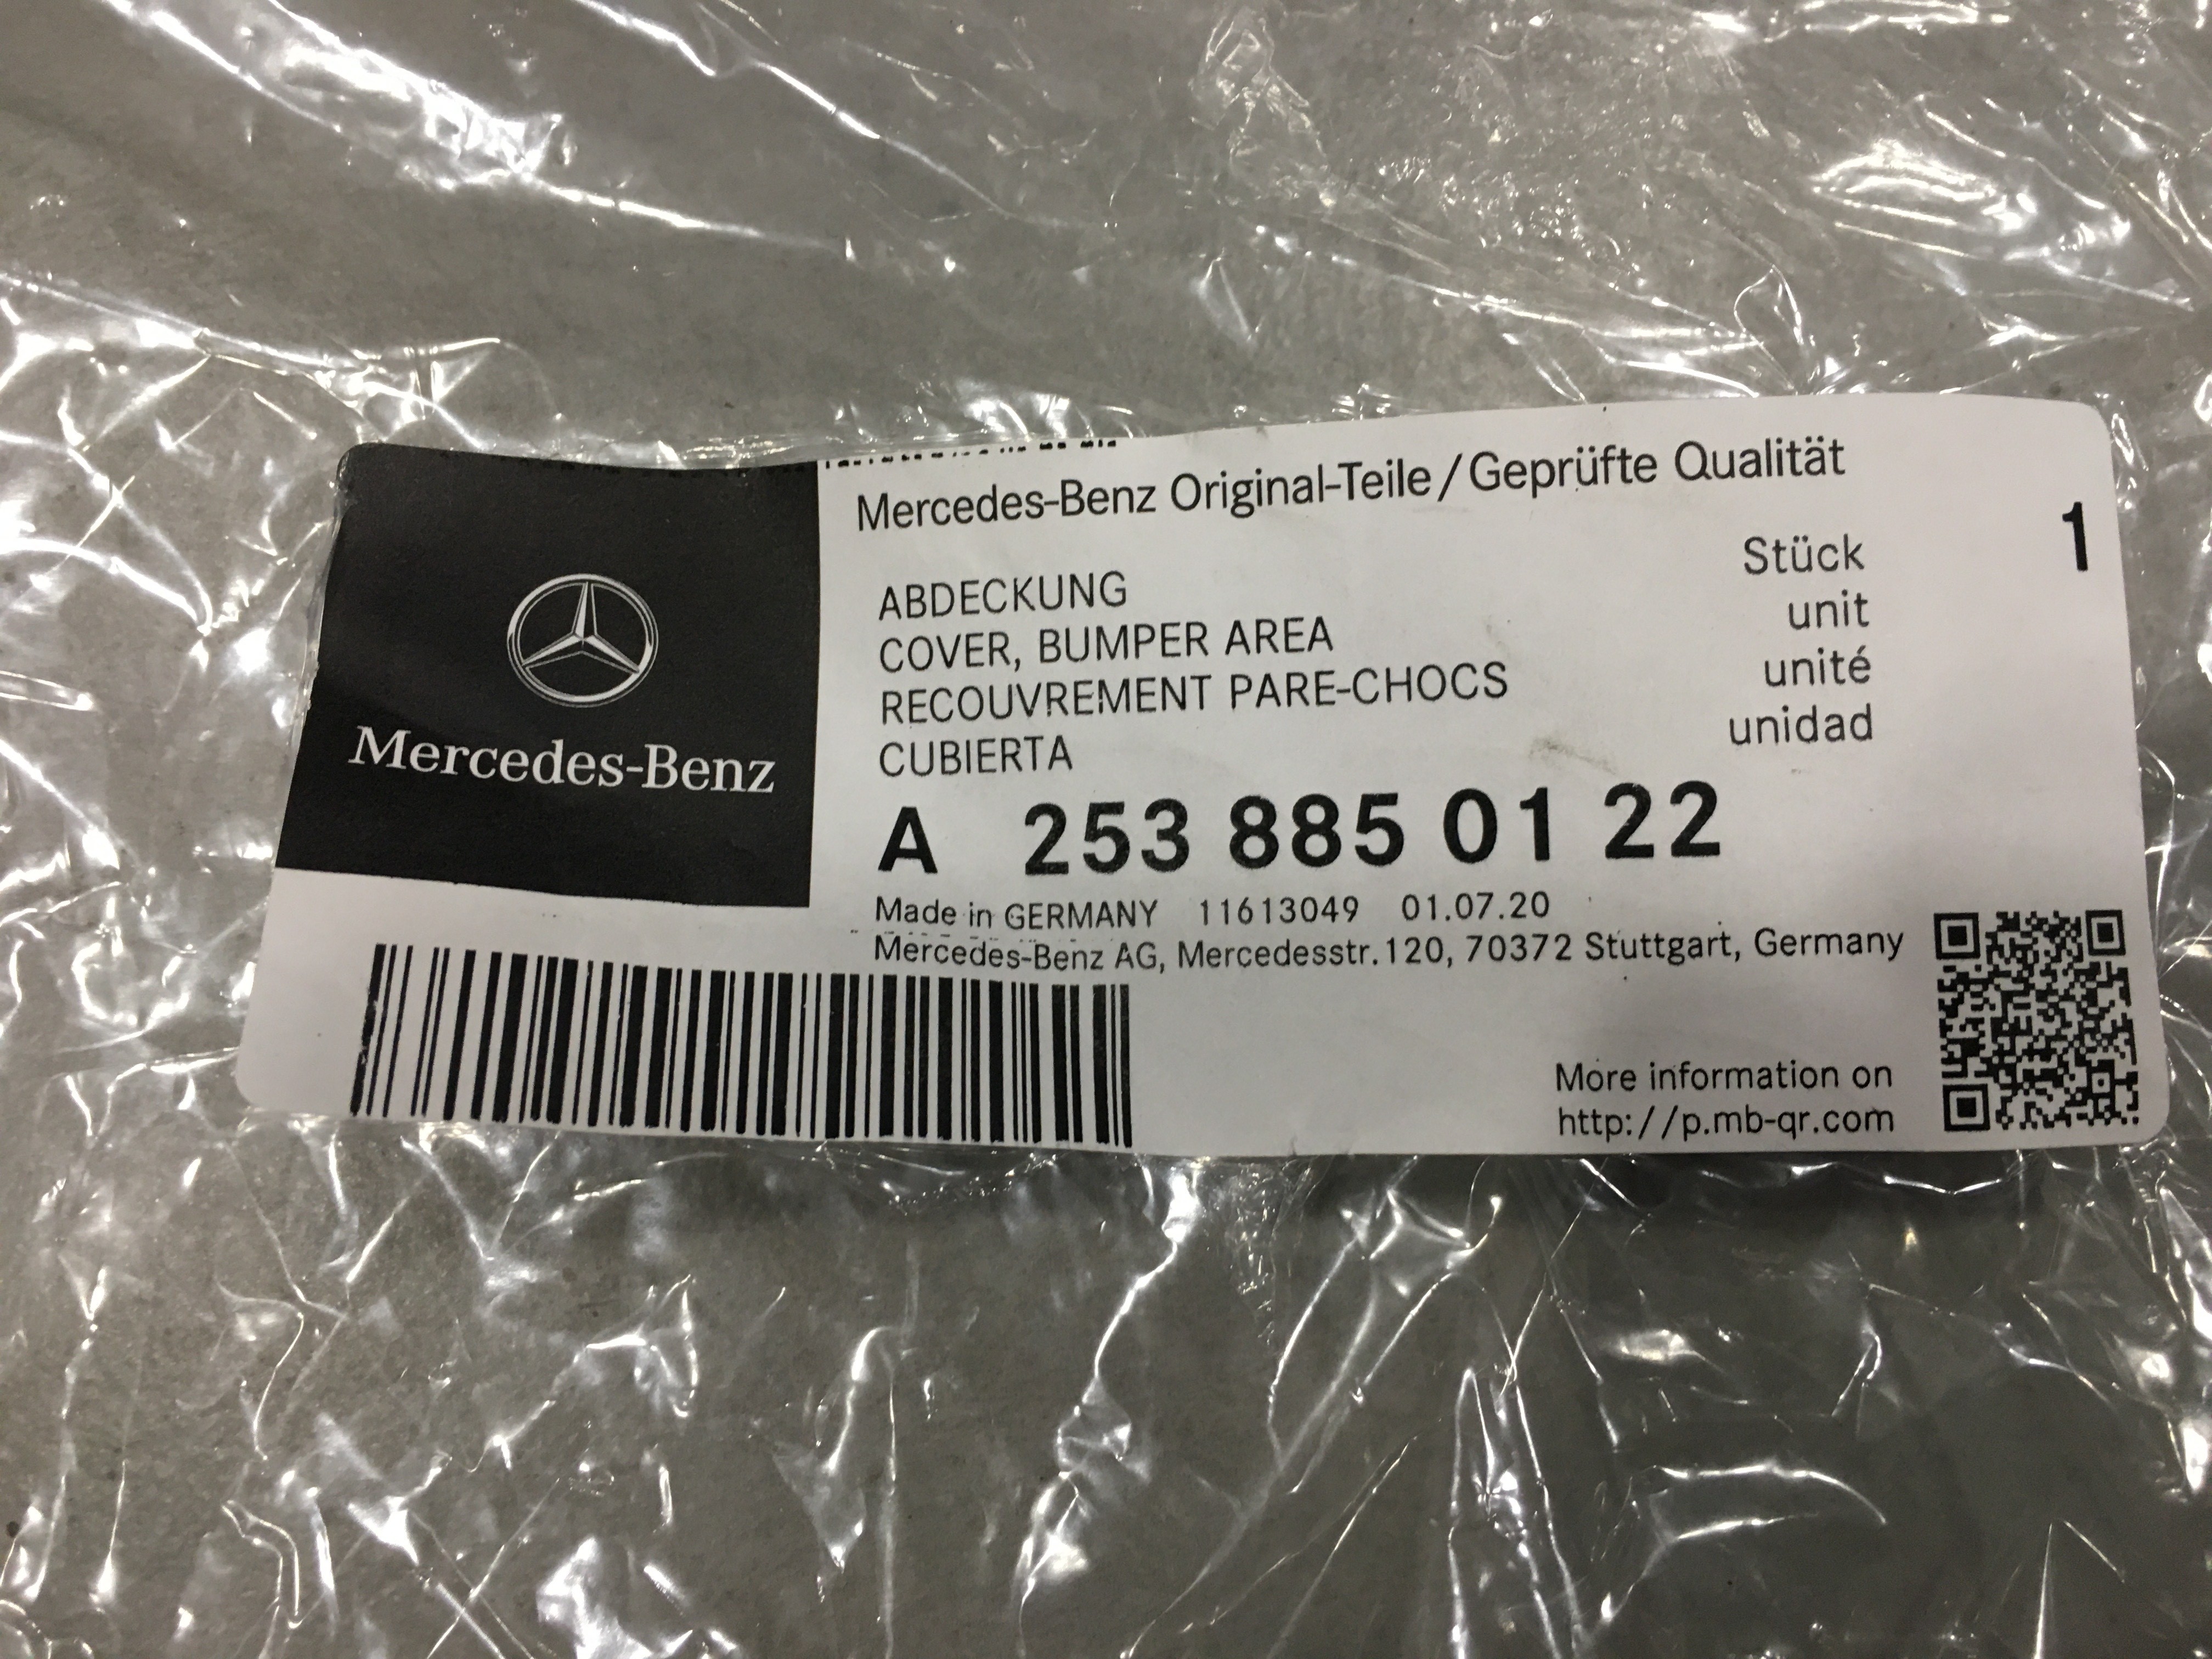 Mercedes-Benz
Mercedes-Benz Original-Teile/Geprüfte Qualität
ABDECKUNG
COVER, BUMPER AREA
RECOUVREMENT PARE-CHOCS
CUBIERTA
Stück 1
unit
unité
unidad
A 253 885 01 22
Made in GERMANY 11613049 01.07.20
Mercedes-Benz AG, Mercedesstr.120, 70372 Stuttgart, Germany
More information on
http://p.mb-qr.com